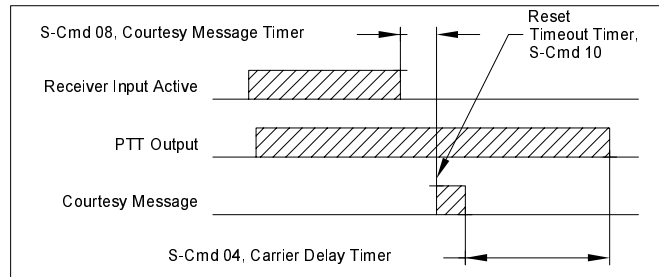 Reset
S-Cmd 08, Courtesy Message Timer
Timeout Timer,
S-Cmd 10
Receiver Input Active
PTT Output
Courtesy Message
S-Cmd 04, Carrier Delay Timer